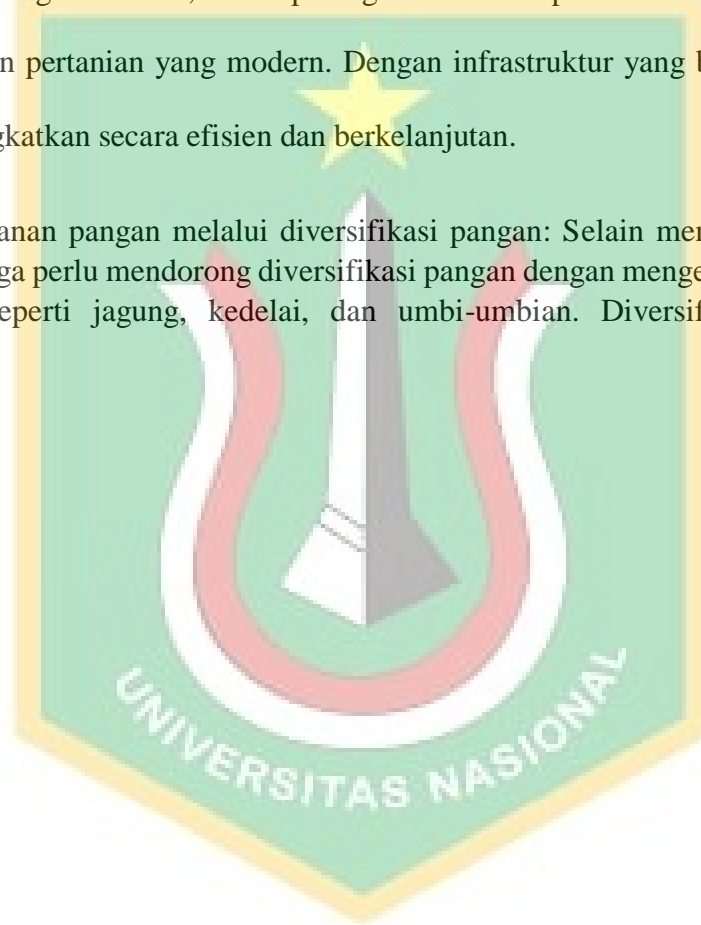 n pertanian yang modern. Dengan infrastruktur yang b
gkatkan secara efisien dan berkelanjutan.
anan pangan melalui diversifikasi pangan: Selain mer
ga perlu mendorong diversifikasi pangan dengan menge
eperti jagung, kedelai, dan umbi-umbian. Diversif
UNIVERSITAS NASIONAL